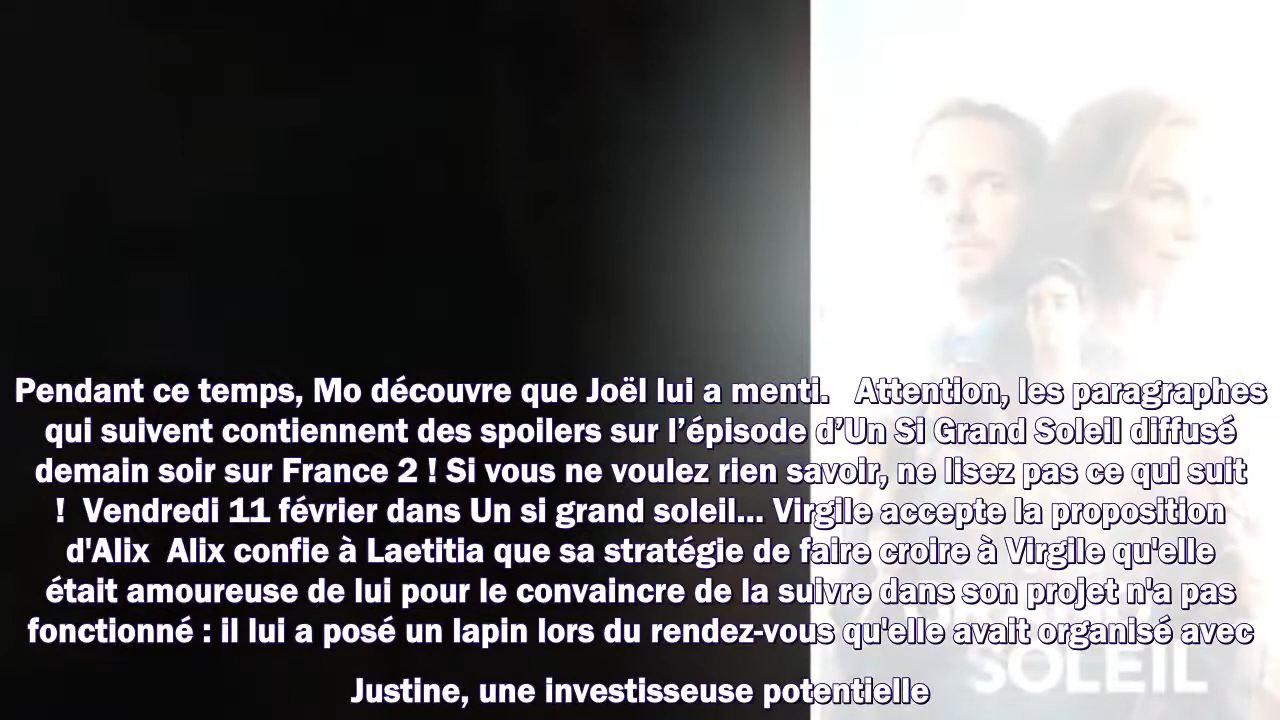 Pendant ce temps, Mo découvre que Joël lui a menti.   Attention, les paragraphes
qui suivent contiennent des spoilers sur l’épisode d’Un Si Grand Soleil diffusé
demain soir sur France 2 ! Si vous ne voulez rien savoir, ne lisez pas ce qui suit
!  Vendredi 11 février dans Un si grand soleil... Virgile accepte la proposition
d'Alix  Alix confie à Laetitia que sa stratégie de faire croire à Virgile qu'elle
était amoureuse de lui pour le convaincre de la suivre dans son projet n'a pas
fonctionné : il lui a posé un lapin lors du rendez-vous qu'elle avait organisé avec
SOLEIL
Justine, une investisseuse potentielle